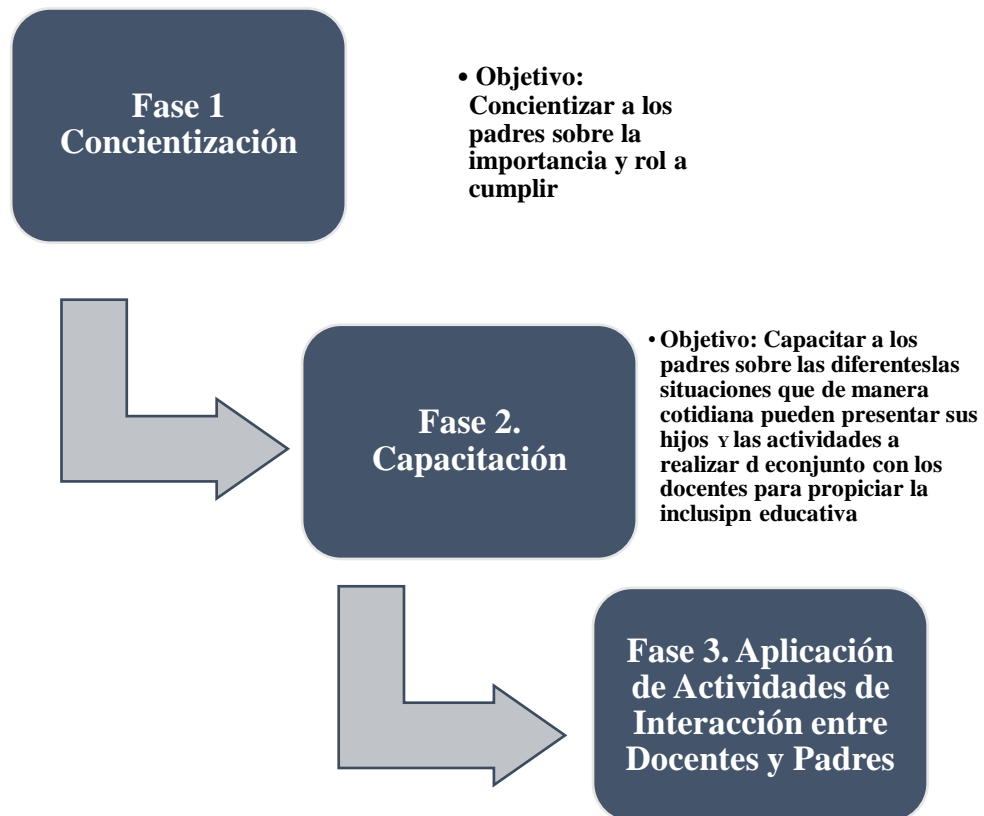 Fase 1
Concientización
• Objetivo:
Concientizar a los
padres sobre la
importancia y rol a
cumplir
Fase 2.
Capacitación
• Objetivo: Capacitar a los
padres sobre las diferenteslas
situaciones que de manera
cotidiana pueden presentar sus
hijos Y las actividades a
realizar d econjunto con los
docentes para propiciar la
inclusipn educativa
Fase 3. Aplicación
de Actividades de
Interacción entre
Docentes y Padres